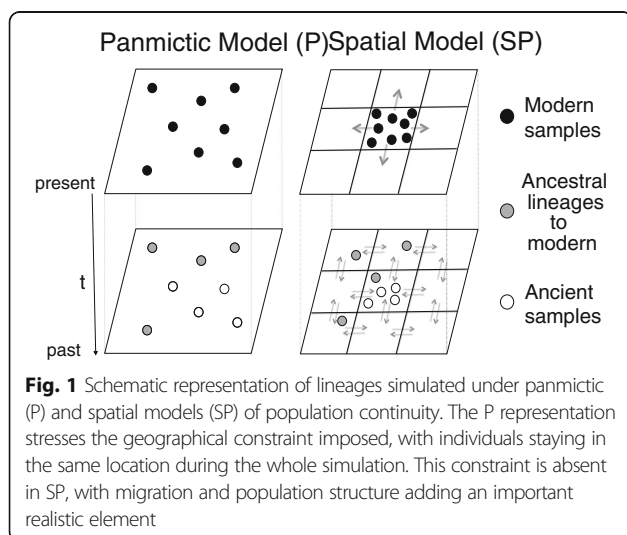 Panmictic Model (P)Spatial Model (SP)
present
t
past
Modern
samples
Ancestral
lineages
to
modern
Ancient
samples
Fig. 1 Schematic representation of lineages simulated under panmictic
(P) and spatial models (SP) of population continuity. The P representation
stresses the geographical constraint imposed, with individuals staying in
the same location during the whole simulation. This constraint is absent
in SP, with migration and population structure adding an important
realistic element